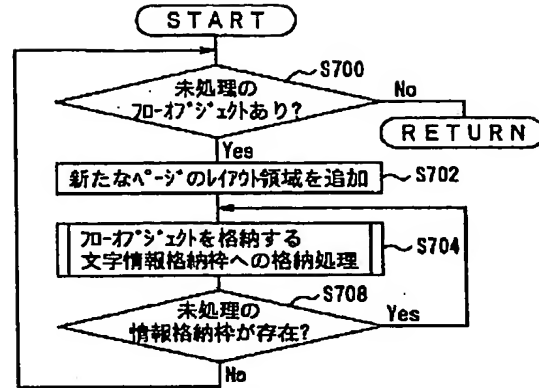 START
S700
未処理の
フローオブジェクトあり?
No
RETURN
Yes
新たなページのレイアウト領域を追加
S702
フローオブジェクトを格納する
文字情報格納枠への格納処理
S704
S708
未処理の
情報格納枠が存在?
Yes
No